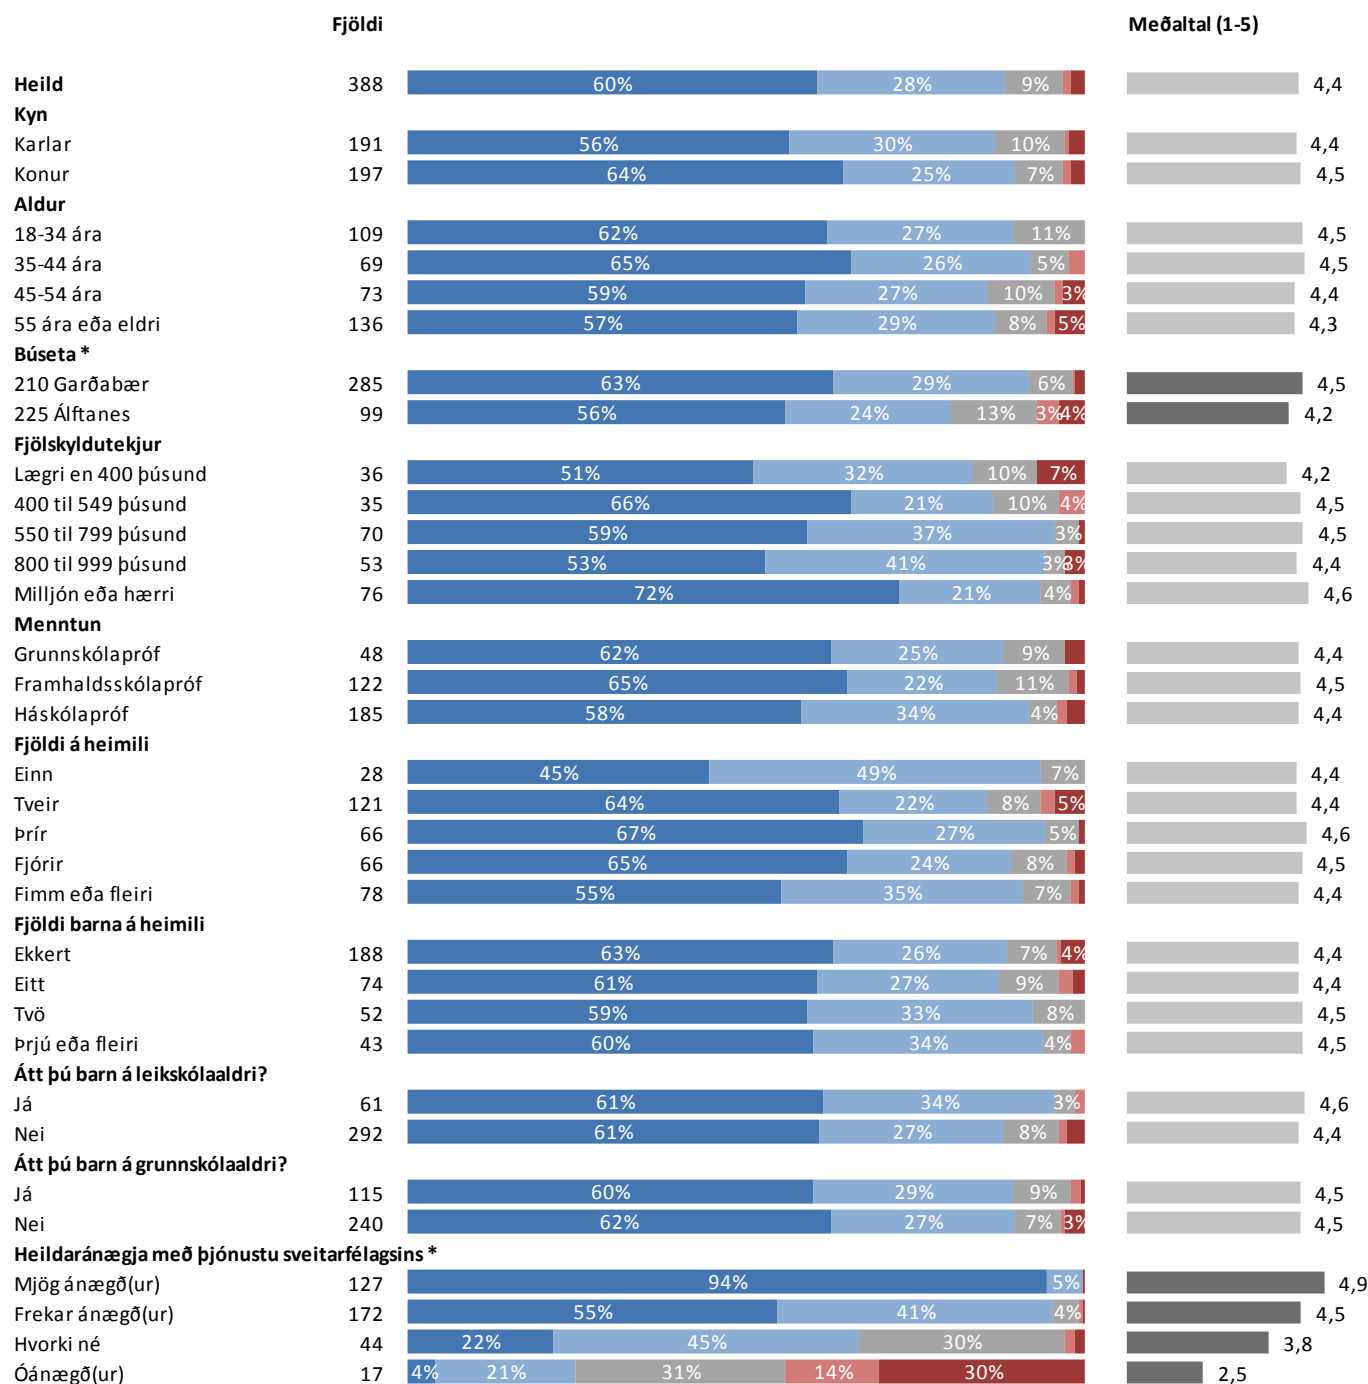 Fjöldi Meðaltal (1-5)
Heild 388 60% 28% 9% 4,4
Kyn
Karlar 191 56% 30% 10% 4,4
Konur 197 64% 25% 7% 4,5
Aldur
18-34 ára 109 62% 27% 11% 4,5
35-44 ára 69 65% 26% 5% 4,5
45-54 ára 73 59% 27% 10% 3% 4,4
55 ára eða eldri 136 57% 29% 8% 5% 4,3
Búseta *
210 Garðabær 285 63% 29% 6% 4,5
225 Álftanes 99 56% 24% 13% 3% 4% 4,2
Fjölskyldutekjur
Lægri en 400 þúsund 36 51% 32% 10% 7% 4,2
400 til 549 þúsund 35 66% 21% 10% 4% 4,5
550 til 799 þúsund 70 59% 37% 3% 4,5
800 til 999 þúsund 53 53% 41% 3% 3% 4,4
Milljón eða hærri 76 72% 21% 4% 4,6
Menntun
Grunnskólapróf 48 62% 25% 9% 4,4
Framhaldsskólapróf 122 65% 22% 11% 4,5
Háskólapróf 185 58% 34% 4% 4,4
Fjöldi á heimili
Einn 28 45% 49% 7% 4,4
Tveir 121 64% 22% 8% 5% 4,4
Þrír 66 67% 27% 5% 4,6
Fjórir 66 65% 24% 8% 4,5
Fimm eða fleiri 78 55% 35% 7% 4,4
Fjöldi barna á heimili
Ekkert 188 63% 26% 7% 4% 4,4
Eitt 74 61% 27% 9% 4,4
Tvö 52 59% 33% 8% 4,5
Þrjú eða fleiri 43 60% 34% 4% 4,5
Átt þú barn á leikskólaaldri?
Já 61 61% 34% 3% 4,6
Nei 292 61% 27% 8% 4,4
Átt þú barn á grunnskólaaldri?
Já 115 60% 29% 9% 4,5
Nei 240 62% 27% 7% 3% 4,5
Heildaránægja með þjónustu sveitarfélagsins *
Mjög ánægð(ur) 127 94% 5% 4,9
Frekar ánægð(ur) 172 55% 41% 4% 4,5
Hvorki né 44 22% 45% 30% 3,8
Óánægð(ur) 17 4% 21% 31% 14% 30% 2,5